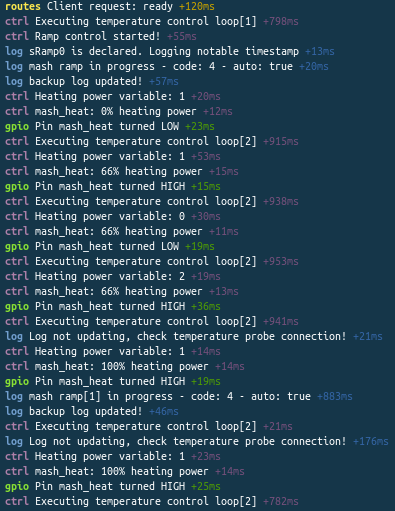 routes Client request: ready +120ms
ctrl Executing temperature control loop[1] +798ms
ctrl Ramp control started! +55ms
log sRamp0 is declared. Logging notable timestamp +13ms
log mash ramp in progress - code: 4 - auto: true +20ms
log backup log updated! +57ms
ctrl Heating power variable: 1 +20ms
ctrl mash_heat: 0% heating power +12ms
gpio Pin mash_heat turned LOW +23ms
ctrl Executing temperature control loop[2] +915ms
ctrl Heating power variable: 1 +53ms
ctrl mash_heat: 66% heating power +15ms
gpio Pin mash_heat turned HIGH +15ms
ctrl Executing temperature control loop[2] +938ms
ctrl Heating power variable: 0 +30ms
ctrl mash_heat: 66% heating power +11ms
gpio Pin mash_heat turned LOW +19ms
ctrl Executing temperature control loop[2] +953ms
ctrl Heating power variable: 2 +19ms
ctrl mash_heat: 66% heating power +13ms
gpio Pin mash_heat turned HIGH +36ms
ctrl Executing temperature control loop[2] +941ms
log Log not updating, check temperature probe connection! +21ms
ctrl Heating power variable: 1 +14ms
ctrl mash_heat: 100% heating power +14ms
gpio Pin mash_heat turned HIGH +19ms
log mash ramp[1] in progress - code: 4 - auto: true +883ms
log backup log updated! +46ms
ctrl Executing temperature control loop[2] +21ms
log Log not updating, check temperature probe connection! +176ms
ctrl Heating power variable: 1 +23ms
ctrl mash_heat: 100% heating power +14ms
gpio Pin mash_heat turned HIGH +25ms
ctrl Executing temperature control loop[2] +782ms